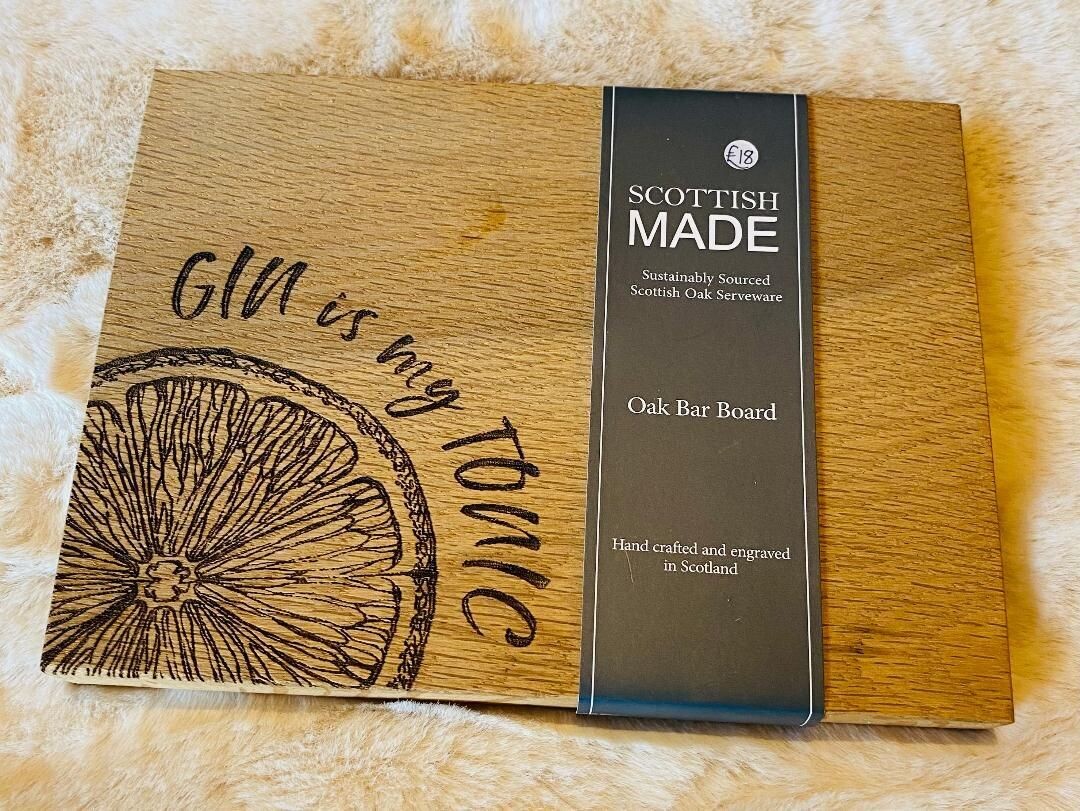 GIN is my TONIC
£18
SCOTTISH
MADE
Sustainably Sourced
Scottish Oak Serveware
Oak Bar Board
Hand crafted and engraved
in Scotland